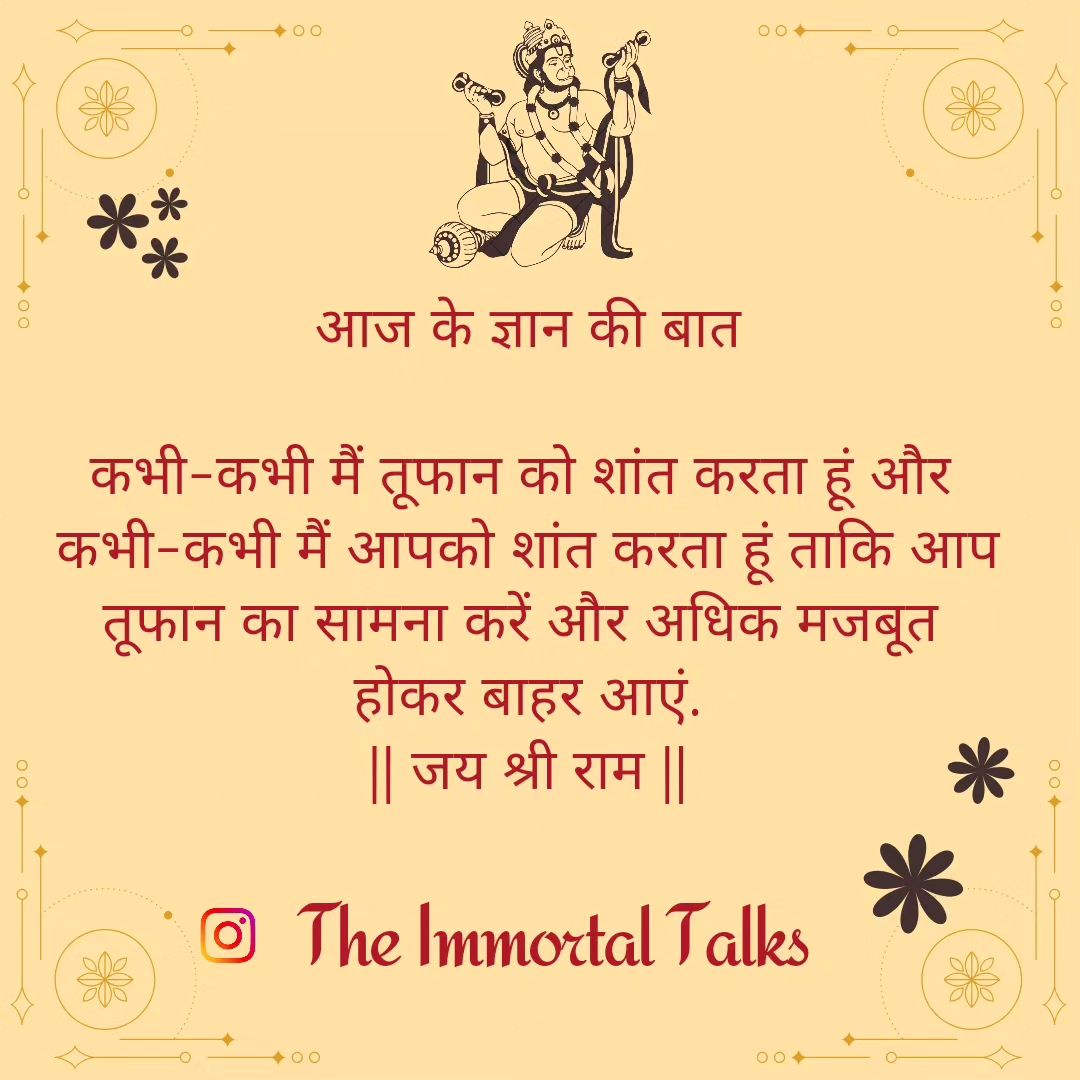 आज के ज्ञान की बात
कभी-कभी मैं तूफान को शांत करता हूं और
कभी-कभी मैं आपको शांत करता हूं ताकि आप
तूफान का सामना करें और अधिक मजबूत
होकर बाहर आएं.
|| जय श्री राम ||
The Immortal Talks